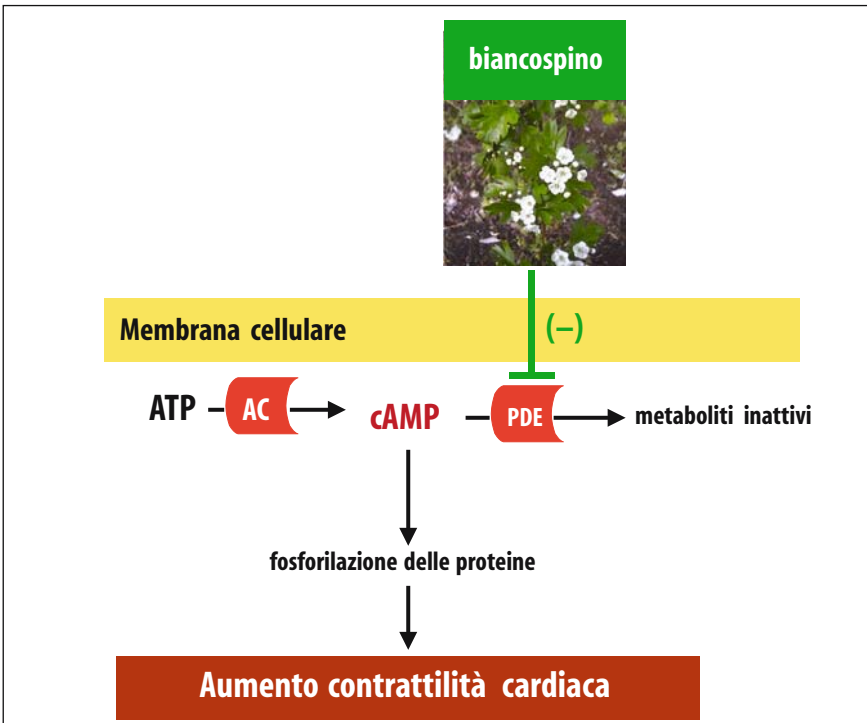 biancospino
Membrana cellulare
(–)
ATP
AC
cAMP
PDE
metaboliti inattivi
fosforilazione delle proteine
Aumento contrattilità cardiaca